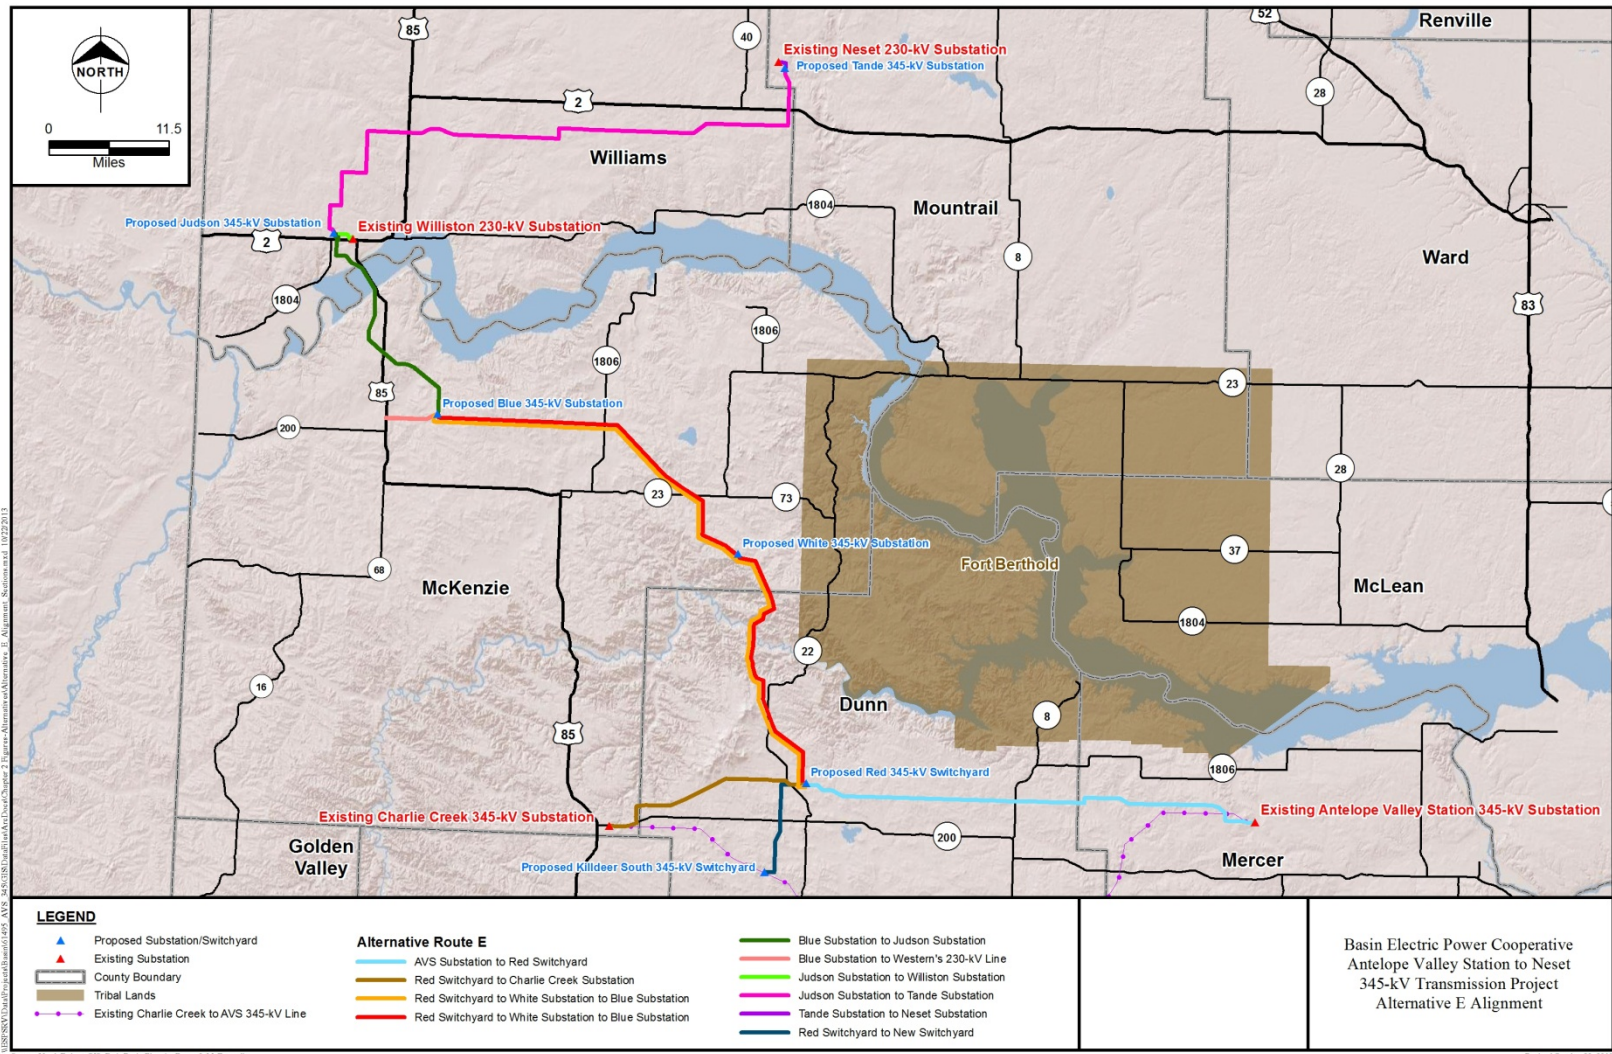 NORTH
0 11.5
Miles
85
40
52
Renville
Existing Neset 230-kV Substation
Proposed Tande 345-kV Substation
2
28
Williams
1804
Mountrail
Proposed Judson 345-kV Substation
Existing Williston 230-kV Substation
2
8
Ward
1804
83
1806
1806
85
23
Proposed Blue 345-kV Substation
200
28
23
73
Proposed White 345-kV Substation
37
Fort Berthold
68
McKenzie
McLean
1804
22
16
Dunn
8
85
1806
Proposed Red 345-kV Switchyard
Existing Charlie Creek 345-kV Substation
Existing Antelope Valley Station 345-kV Substation
200
Golden
Valley
Proposed Killdeer South 345-kV Switchyard
Mercer
LEGEND
Proposed Substation/Switchyard
Existing Substation
County Boundary
Tribal Lands
Existing Charlie Creek to AVS 345-kV Line
Alternative Route E
AVS Substation to Red Switchyard
Red Switchyard to Charlie Creek Substation
Red Switchyard to White Substation to Blue Substation
Red Switchyard to White Substation to Blue Substation
Blue Substation to Judson Substation
Blue Substation to Western's 230-kV Line
Judson Substation to Williston Substation
Judson Substation to Tande Substation
Tande Substation to Neset Substation
Red Switchyard to New Switchyard
Basin Electric Power Cooperative
Antelope Valley Station to Neset
345-kV Transmission Project
Alternative E Alignment